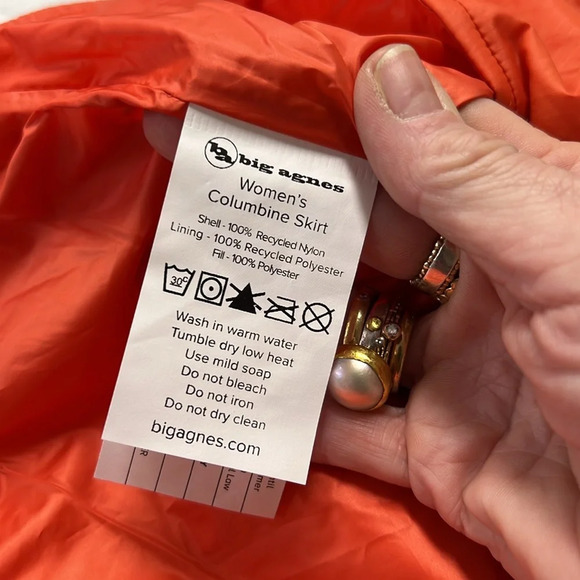 ba big agnes
Women's
Columbine Skirt
Shell - 100% Recycled Nylon
Lining - 100% Recycled Polyester
Fill - 100% Polyester
30C
Wash in warm water
Tumble dry low heat
Use mild soap
Do not bleach
Do not iron
Do not dry clean
bigagnes.com